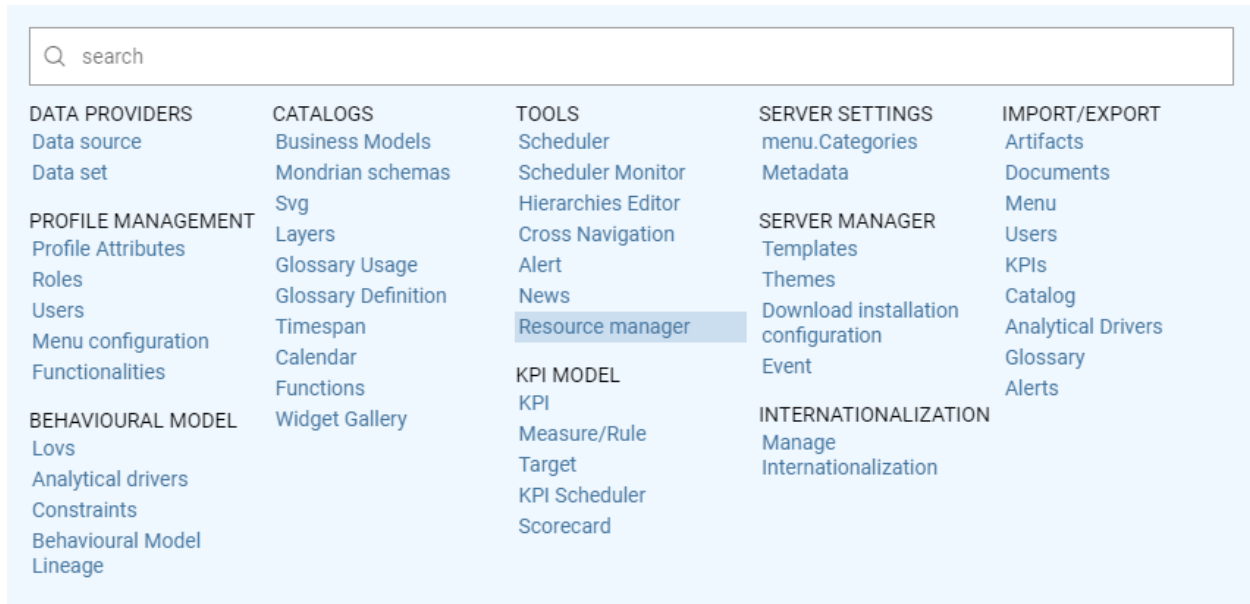 search
DATA PROVIDERS
Data source
Data set
PROFILE MANAGEMENT
Profile Attributes
Roles
Users
Menu configuration
Functionalities
BEHAVIOURAL MODEL
Lovs
Analytical drivers
Constraints
Behavioural Model
Lineage
CATALOGS
Business Models
Mondrian schemas
Svg
Layers
Glossary Usage
Glossary Definition
Timespan
Calendar
Functions
Widget Gallery
TOOLS
Scheduler
Scheduler Monitor
Hierarchies Editor
Cross Navigation
Alert
News
Resource manager
KPI MODEL
KPI
Measure/Rule
Target
KPI Scheduler
Scorecard
SERVER SETTINGS
menu.Categories
Metadata
SERVER MANAGER
Templates
Themes
Download installation
configuration
Event
INTERNATIONALIZATION
Manage
Internationalization
IMPORT/EXPORT
Artifacts
Documents
Menu
Users
KPIs
Catalog
Analytical Drivers
Glossary
Alerts